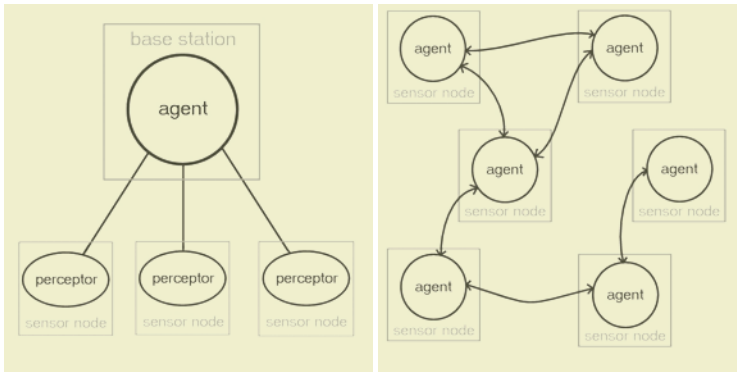 base station
agent
perceptor
perceptor
perceptor
sensor node
sensor node
sensor node
agent
sensor node
agent
sensor node
agent
sensor node
agent
sensor node
agent
sensor node
agent
sensor node